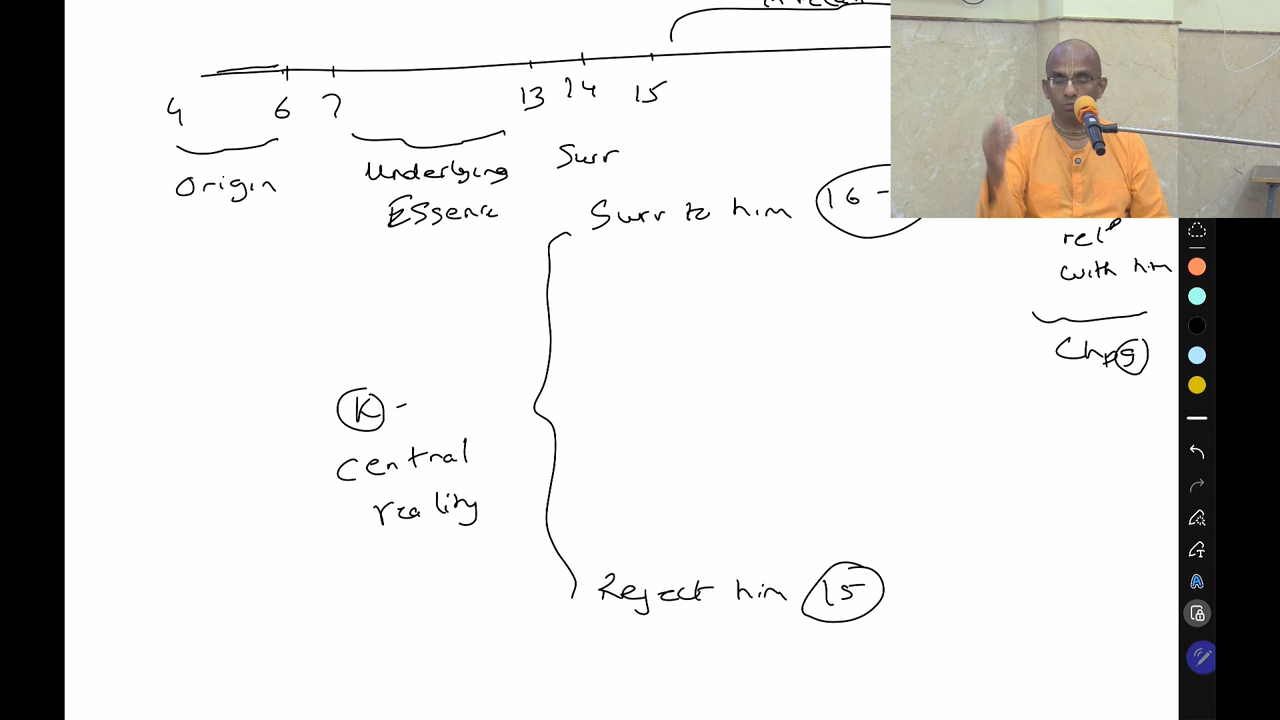 4 6 7 13 14 15
Origin
Underlying
Essence
Surr
Surr to him 16 -
rel^n
with him
Chp 9
K -
Central
reality
Reject him 15